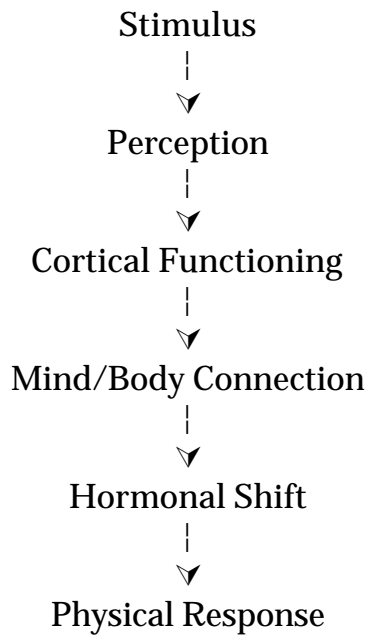 Stimulus
Perception
Cortical Functioning
Mind/Body Connection
Hormonal Shift
Physical Response